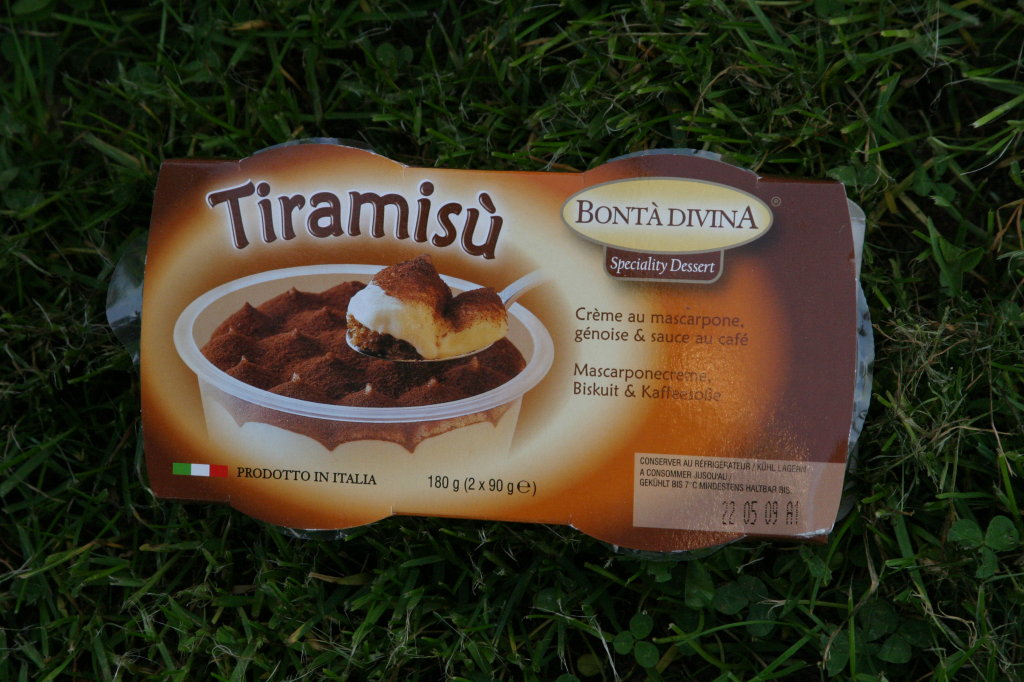 Tiramisù
BONTÀ DIVINA ®
Speciality Dessert
Crème au mascarpone,
génoise & sauce au café
Mascarponecreme,
Biskuit & Kaffeesoße
PRODOTTO IN ITALIA
180 g (2 x 90 g ℮)
CONSERVER AU RÉFRIGÉRATEUR / KÜHL LAGERN
A CONSOMMER JUSQU'AU /
GEKÜHLT BIS 7°C MINDESTENS HALTBAR BIS:
22 05 09 A1